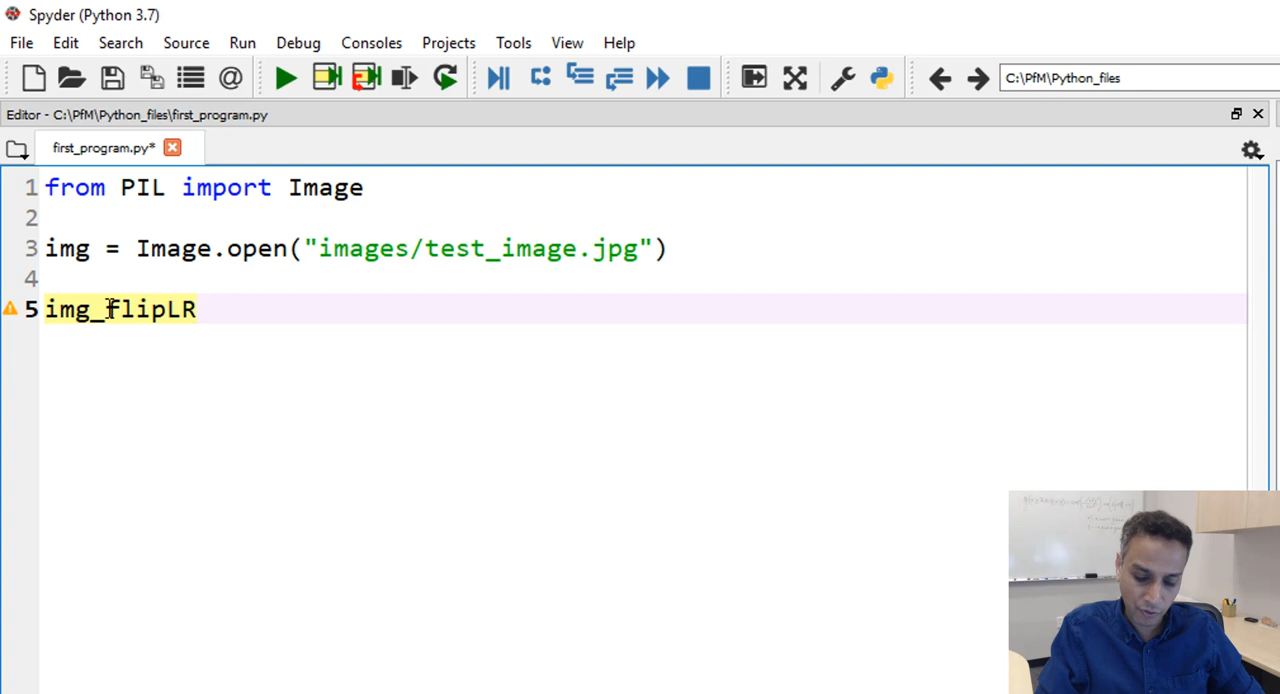 Spyder (Python 3.7)
File Edit Search Source Run Debug Consoles Projects Tools View Help
C:\PfM\Python_files
Editor - C:\PfM\Python_files\first_program.py
first_program.py*
1 from PIL import Image
2
3 img = Image.open("images/test_image.jpg")
4
5 img_flipLR